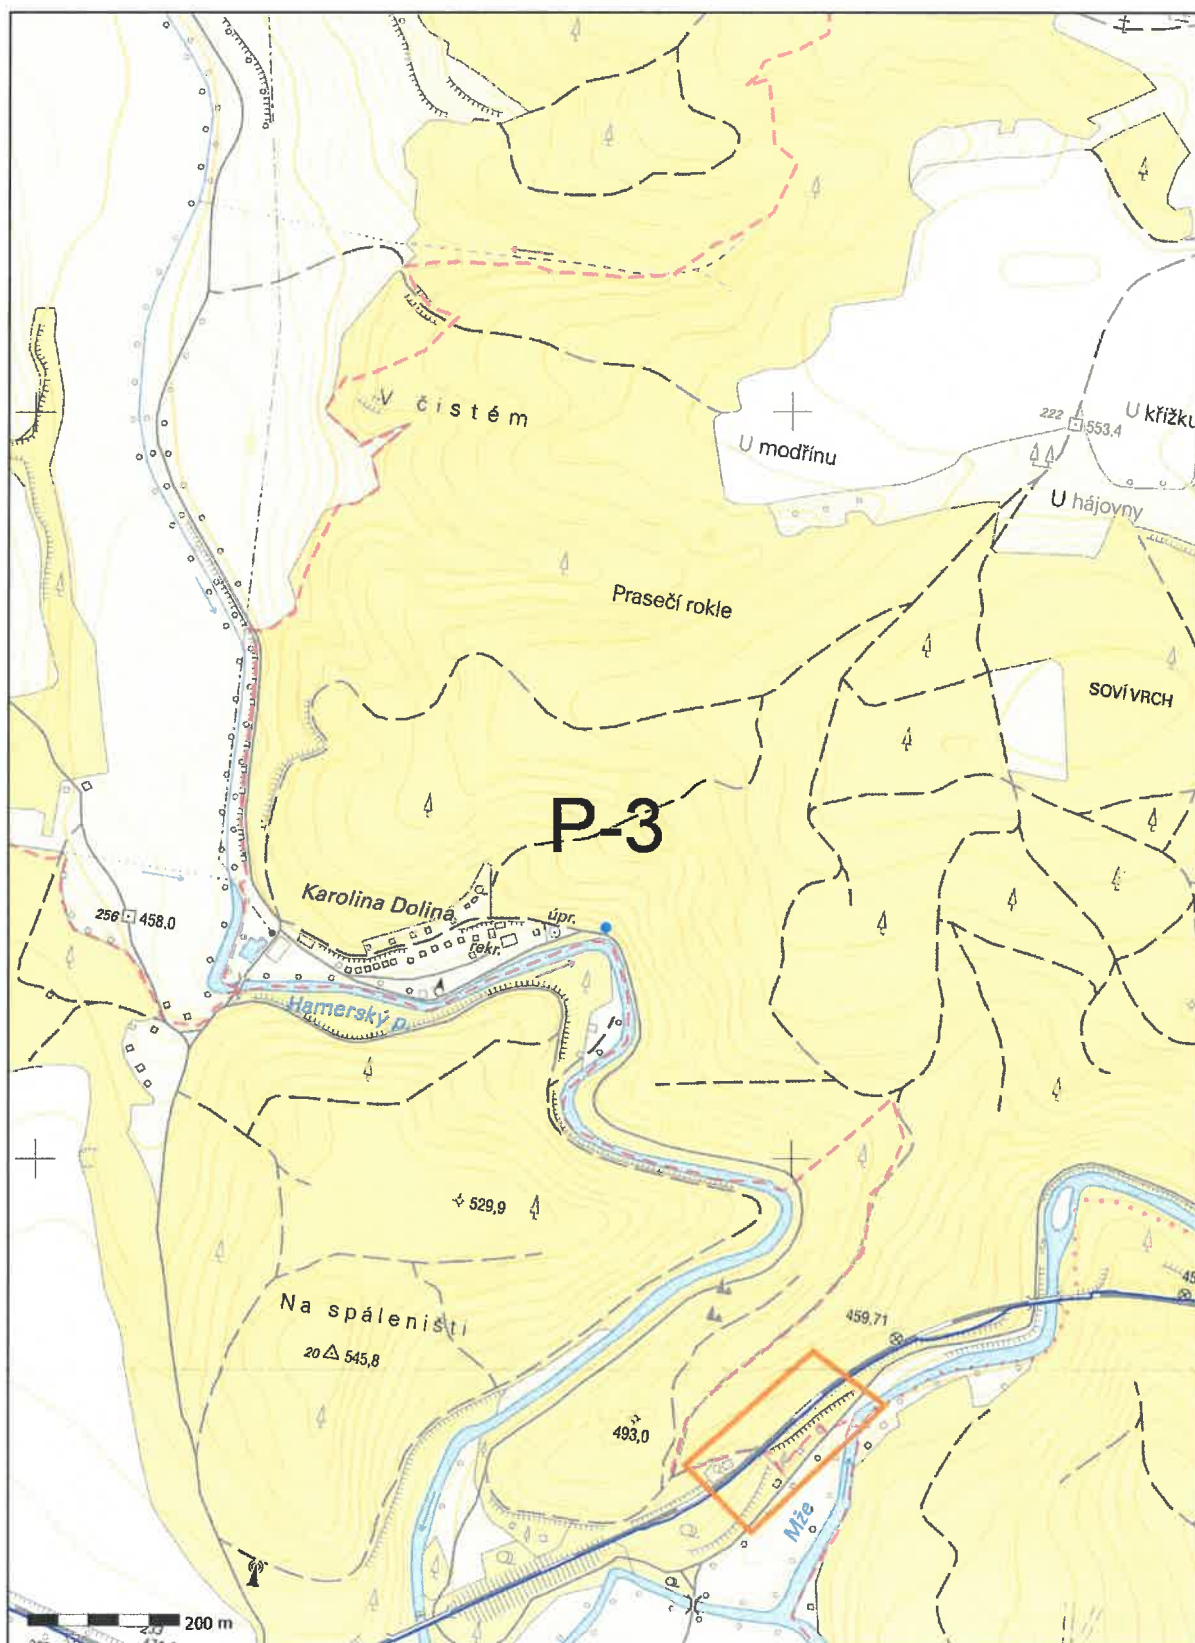 V čistém
222
553,4
U křížku
U modřínu
U hájovny
Prasečí rokle
SOVÍ VRCH
P-3
Karolina Dolina
úpr.
rekr.
256
458.0
Hamerský p.
529,9
Na spáleništi
20
545,8
459,71
45
493,0
Mže
200 m